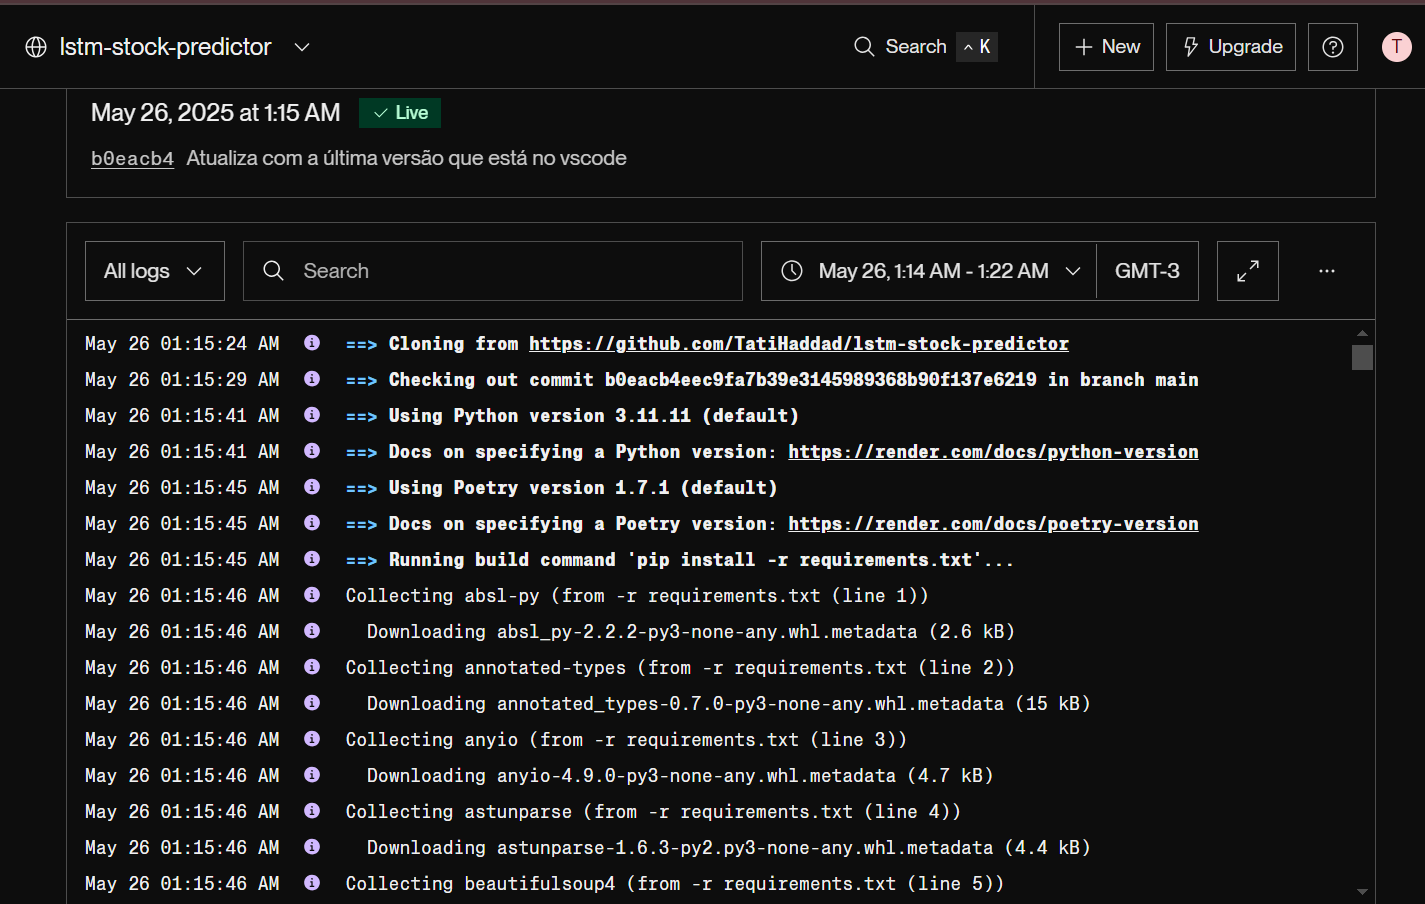 lstm-stock-predictor
Search ^ K
+ New
Upgrade
?
T
May 26, 2025 at 1:15 AM ✓ Live
b0eacb4 Atualiza com a última versão que está no vscode
All logs
Search
May 26, 1:14 AM - 1:22 AM
GMT-3
...
May 26 01:15:24 AM i ==> Cloning from https://github.com/TatiHaddad/lstm-stock-predictor
May 26 01:15:29 AM i ==> Checking out commit b0eacb4eec9fa7b39e3145989368b90f137e6219 in branch main
May 26 01:15:41 AM i ==> Using Python version 3.11.11 (default)
May 26 01:15:41 AM i ==> Docs on specifying a Python version: https://render.com/docs/python-version
May 26 01:15:45 AM i ==> Using Poetry version 1.7.1 (default)
May 26 01:15:45 AM i ==> Docs on specifying a Poetry version: https://render.com/docs/poetry-version
May 26 01:15:45 AM i ==> Running build command 'pip install -r requirements.txt'...
May 26 01:15:46 AM i Collecting absl-py (from -r requirements.txt (line 1))
May 26 01:15:46 AM i Downloading absl_py-2.2.2-py3-none-any.whl.metadata (2.6 kB)
May 26 01:15:46 AM i Collecting annotated-types (from -r requirements.txt (line 2))
May 26 01:15:46 AM i Downloading annotated_types-0.7.0-py3-none-any.whl.metadata (15 kB)
May 26 01:15:46 AM i Collecting anyio (from -r requirements.txt (line 3))
May 26 01:15:46 AM i Downloading anyio-4.9.0-py3-none-any.whl.metadata (4.7 kB)
May 26 01:15:46 AM i Collecting astunparse (from -r requirements.txt (line 4))
May 26 01:15:46 AM i Downloading astunparse-1.6.3-py2.py3-none-any.whl.metadata (4.4 kB)
May 26 01:15:46 AM i Collecting beautifulsoup4 (from -r requirements.txt (line 5))